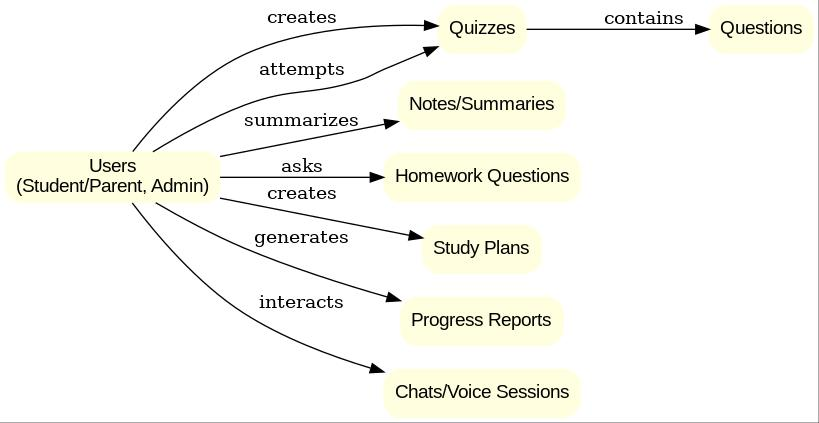 creates
Quizzes
contains
Questions
attempts
summarizes
Notes/Summaries
Users
(Student/Parent, Admin)
asks
Homework Questions
creates
Study Plans
generates
Progress Reports
interacts
Chats/Voice Sessions